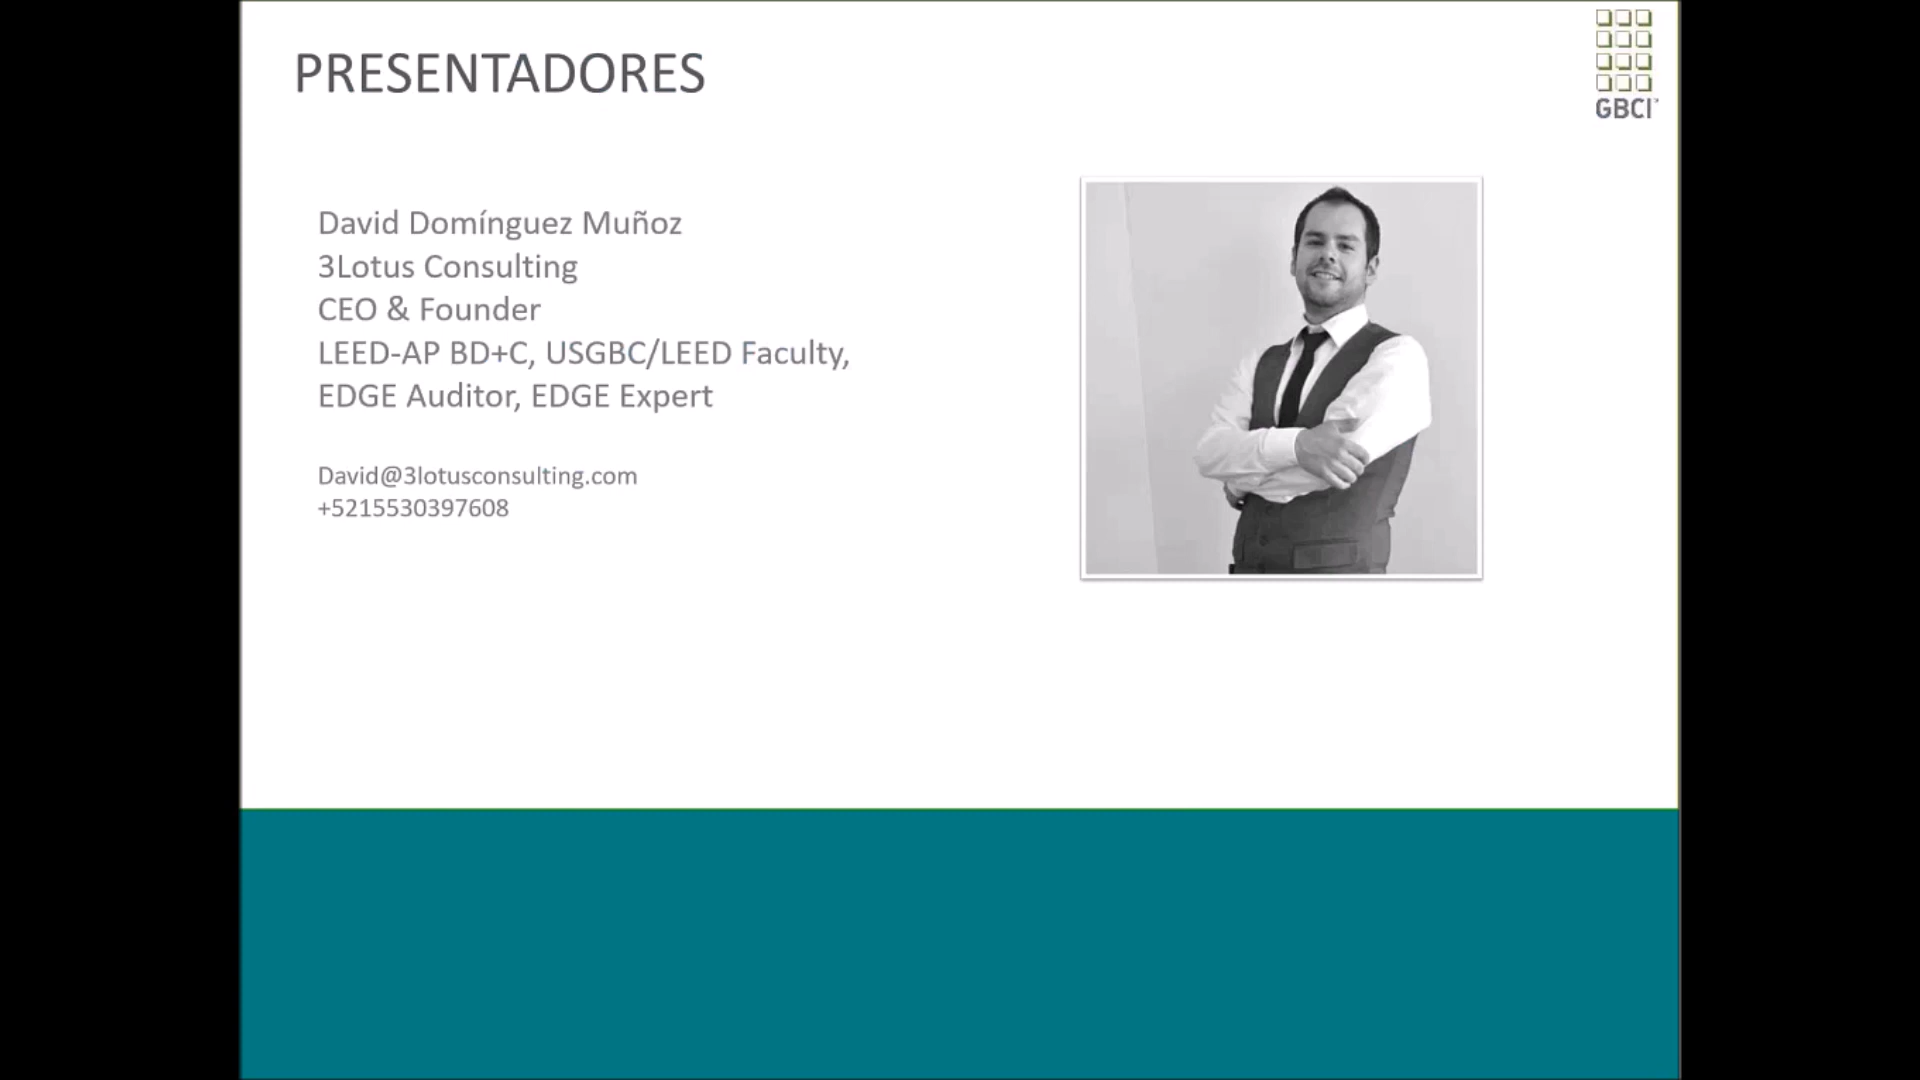 PRESENTADORES
GBCI
David Domínguez Muñoz
3Lotus Consulting
CEO & Founder
LEED-AP BD+C, USGBC/LEED Faculty,
EDGE Auditor, EDGE Expert
David@3lotusconsulting.com
+5215530397608